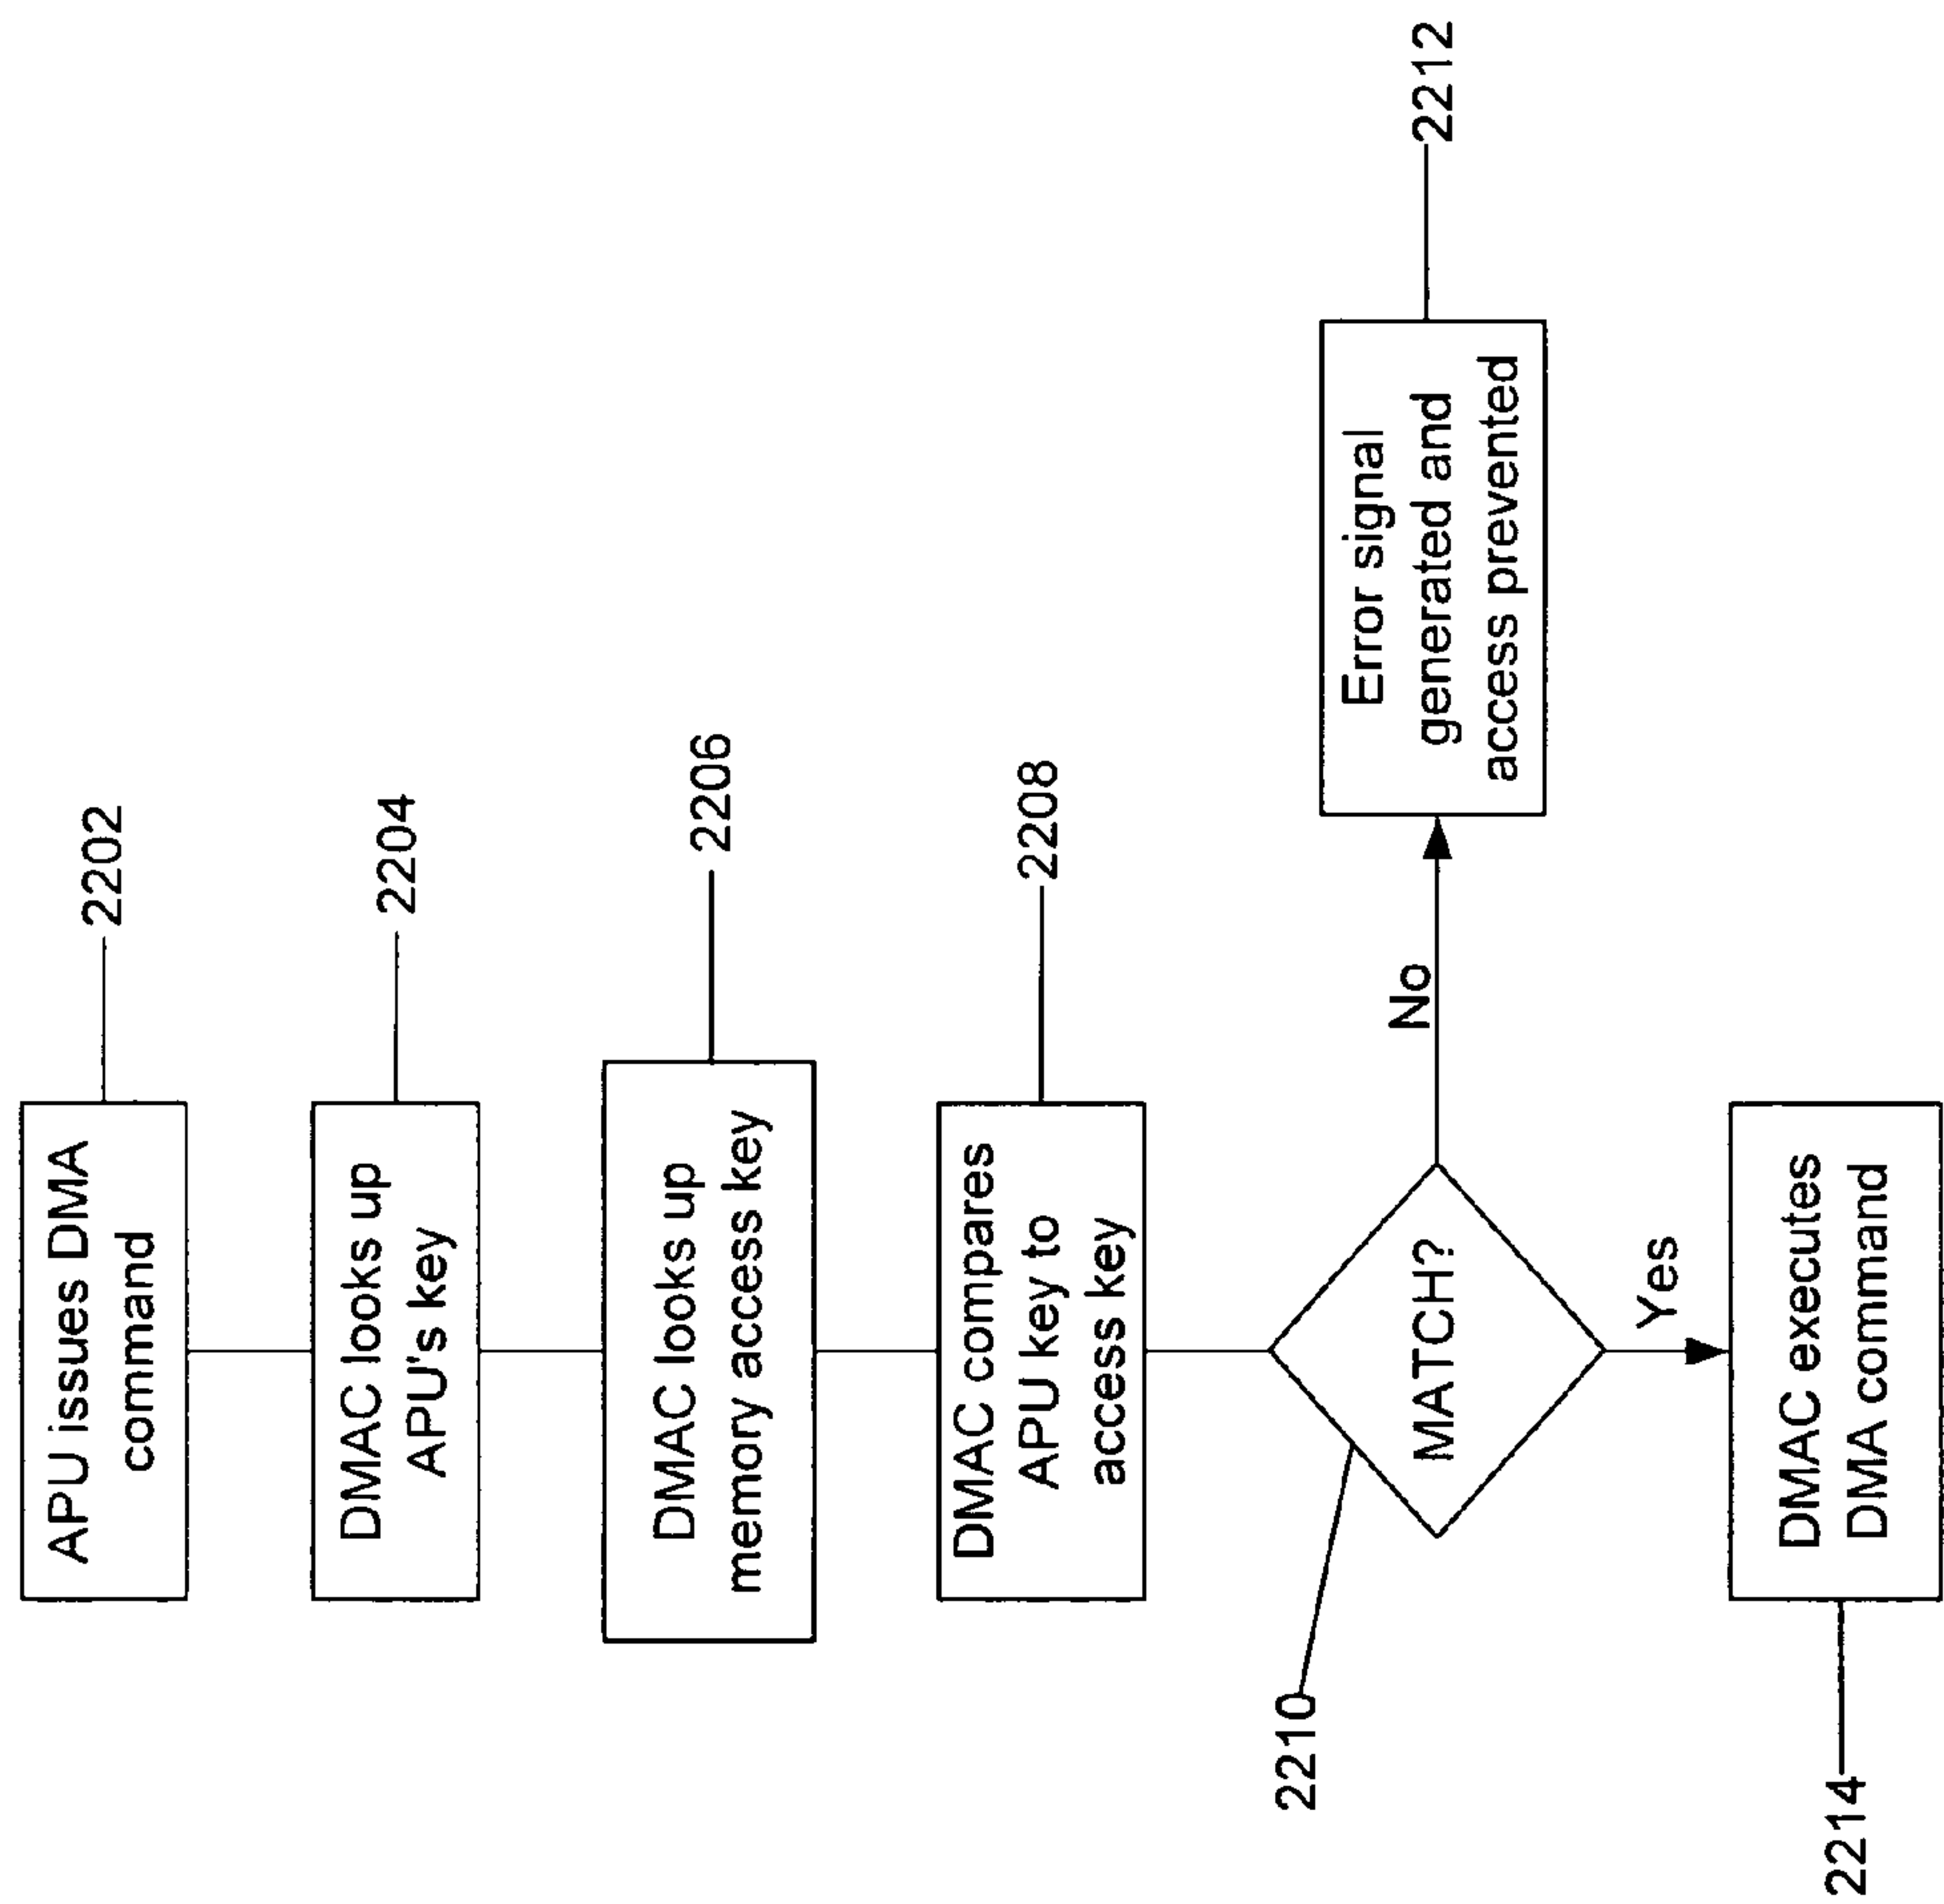 APU issues DMA
command
2202
DMAC looks up
APU's key
2204
DMAC looks up
memory access key
2206
DMAC compares
APU key to
access key
2208
MATCH?
2210
No
Error signal
generated and
access prevented
2212
Yes
DMAC executes
DMA command
2214